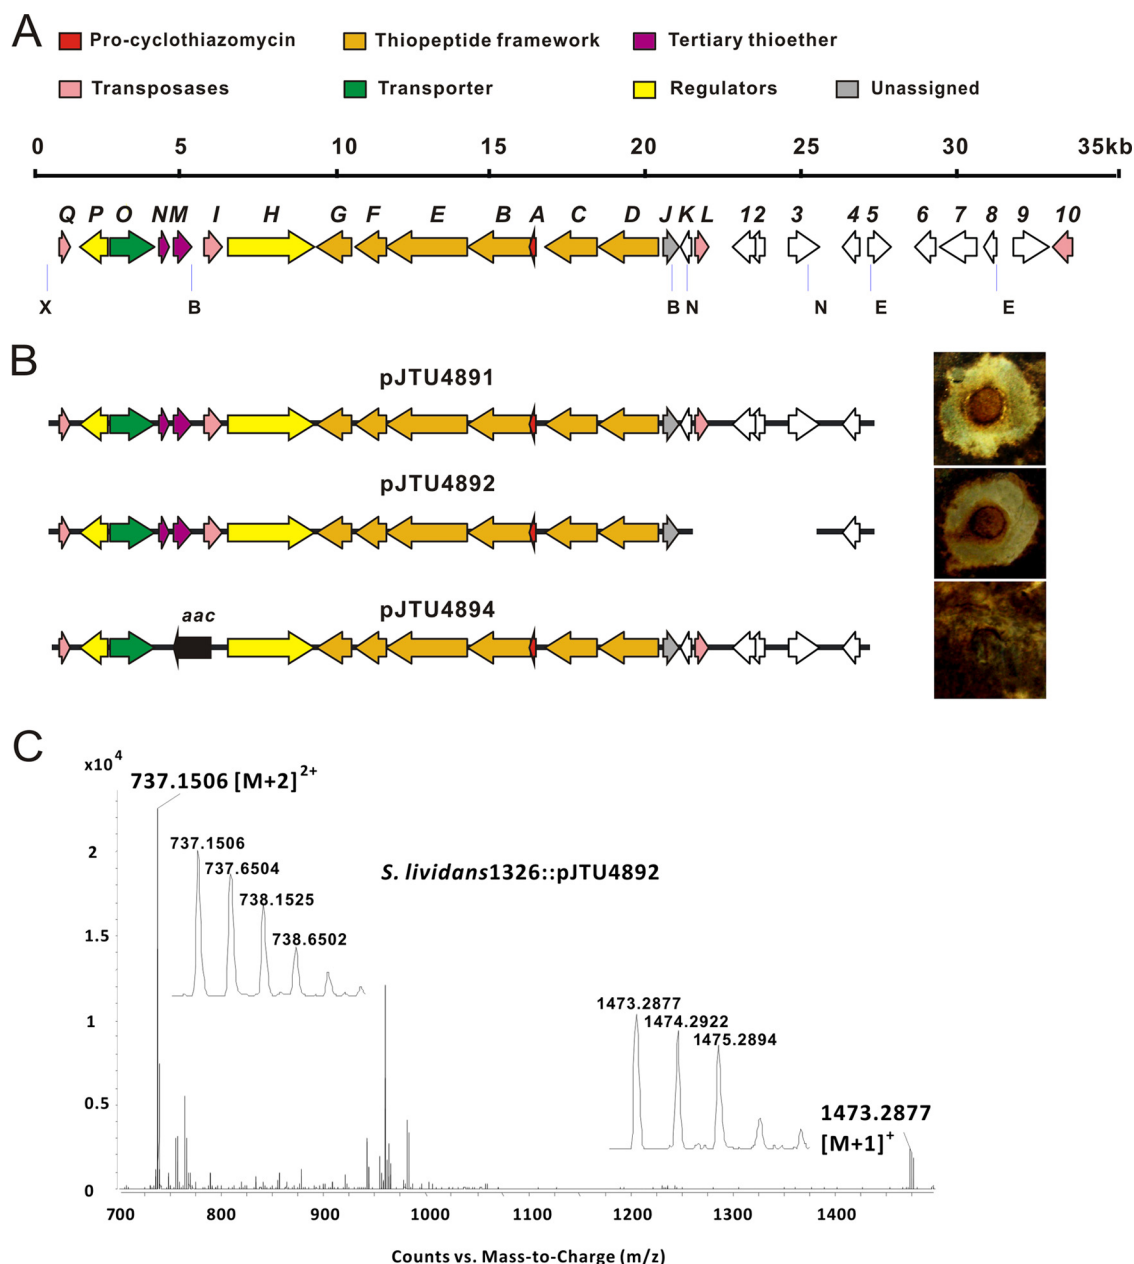 A
Pro-cyclothiazomycin Thiopeptide framework Tertiary thioether
Transposases Transporter Regulators Unassigned
0 5 10 15 20 25 30 35kb
Q P O N M I H G F E B A C D J K L 1 2 3 4 5 6 7 8 9 10
X B B N N E E
B
pJTU4891
pJTU4892
pJTU4894
aac
C
x10 4
737.1506 [M+2]2+
737.1506
737.6504
738.1525
738.6502
S. lividans1326::pJTU4892
1473.2877
1474.2922
1475.2894
1473.2877
[M+1]+
2
1.5
1
0.5
0
700 800 900 1000 1100 1200 1300 1400
Counts vs. Mass-to-Charge (m/z)